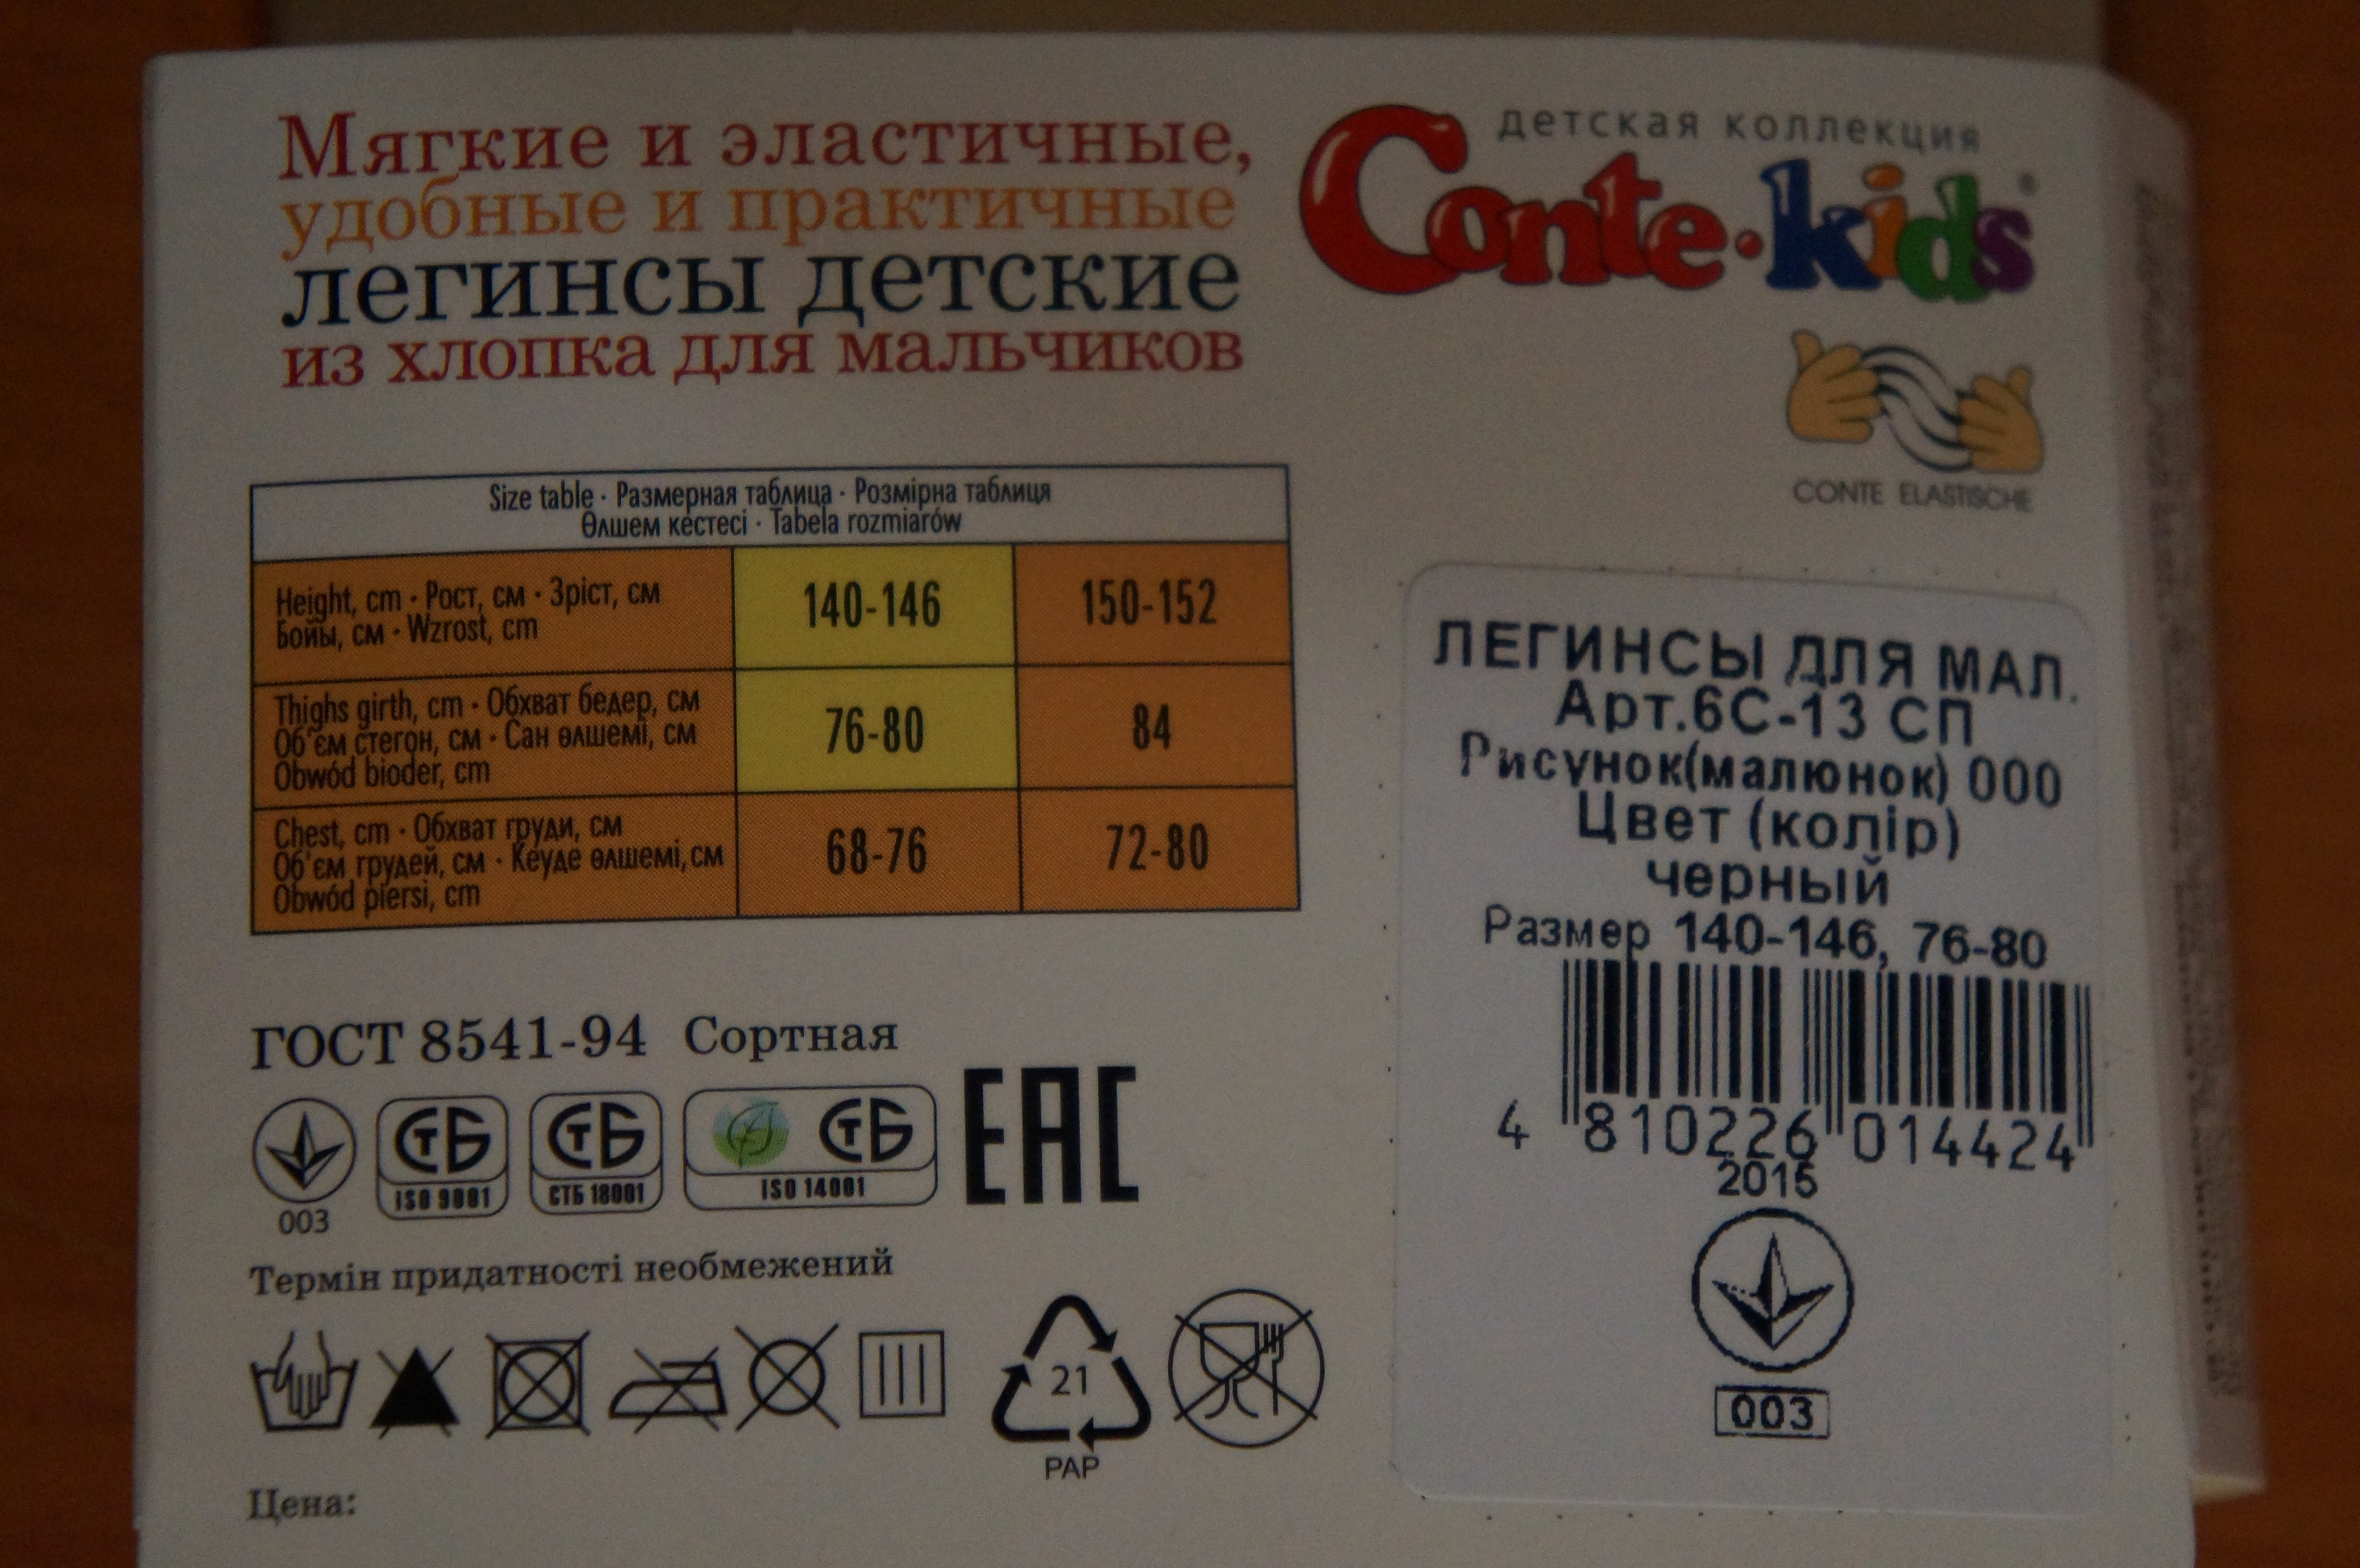 Мягкие и эластичные,
удобные и практичные
легинсы детские
из хлопка для мальчиков
детская коллекция
Conte·kids®
CONTE ELASTISCHE
Size table · Размерная таблица · Розмірна таблиця
Өлшем кестесі · Tabela rozmiarów
Height, cm · Рост, см · Зріст, см
Бойы, см · Wzrost, cm
140-146
150-152
Thighs girth, cm · Обхват бедер, см
Об'єм стегон, см · Сан өлшемі, см
Obwód bioder, cm
76-80
84
Chest, cm · Обхват груди, см
Об'єм грудей, см · Кеуде өлшемі, см
Obwód piersi, cm
68-76
72-80
ГОСТ 8541-94 Сортная
СТБ
ISO 9001
СТБ
СТБ 18001
СТБ
ISO 14001
EAC
003
Термін придатності необмежений
21
PAP
Цена:
ЛЕГИНСЫ ДЛЯ МАЛ.
Арт.6С-13 СП
Рисунок(малюнок) 000
Цвет (колір)
черный
Размер 140-146, 76-80
4 810226 014424
2015
003